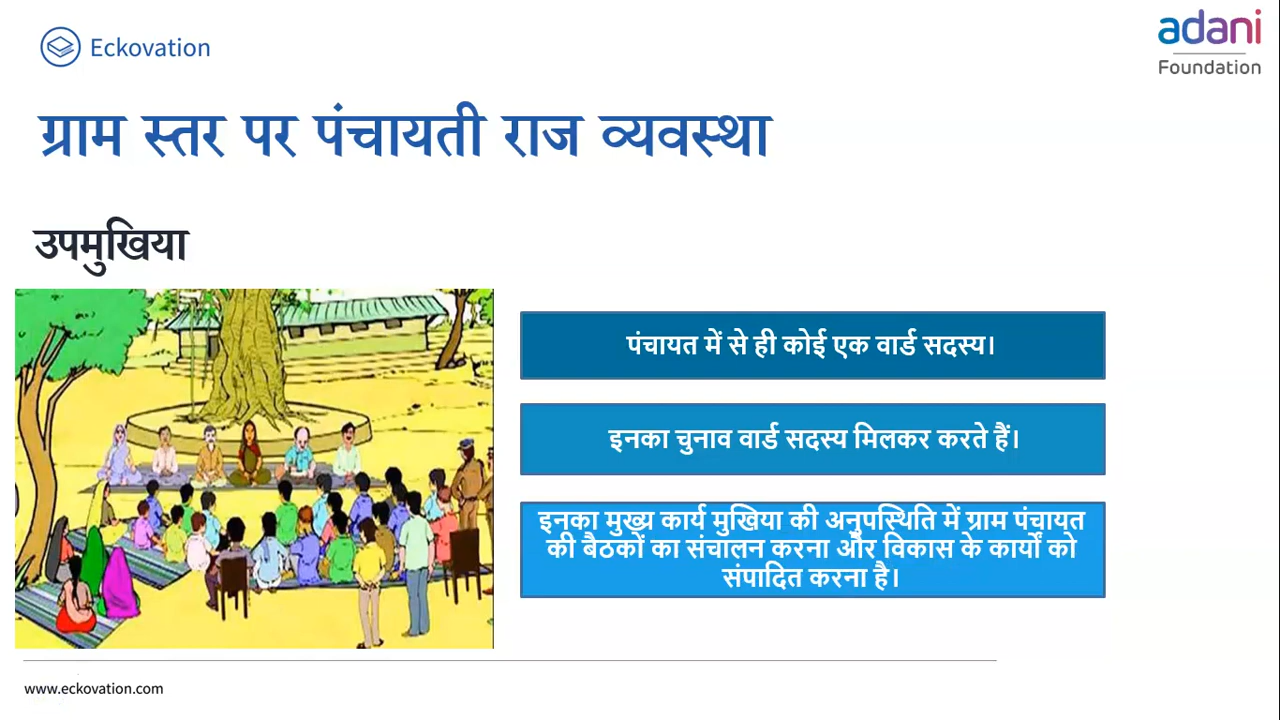 Eckovation
adani
Foundation
ग्राम स्तर पर पंचायती राज व्यवस्था
उपमुखिया
पंचायत में से ही कोई एक वार्ड सदस्य।
इनका चुनाव वार्ड सदस्य मिलकर करते हैं।
इनका मुख्य कार्य मुखिया की अनुपस्थिति में ग्राम पंचायत
की बैठकों का संचालन करना और विकास के कार्यों को
संपादित करना है।
www.eckovation.com